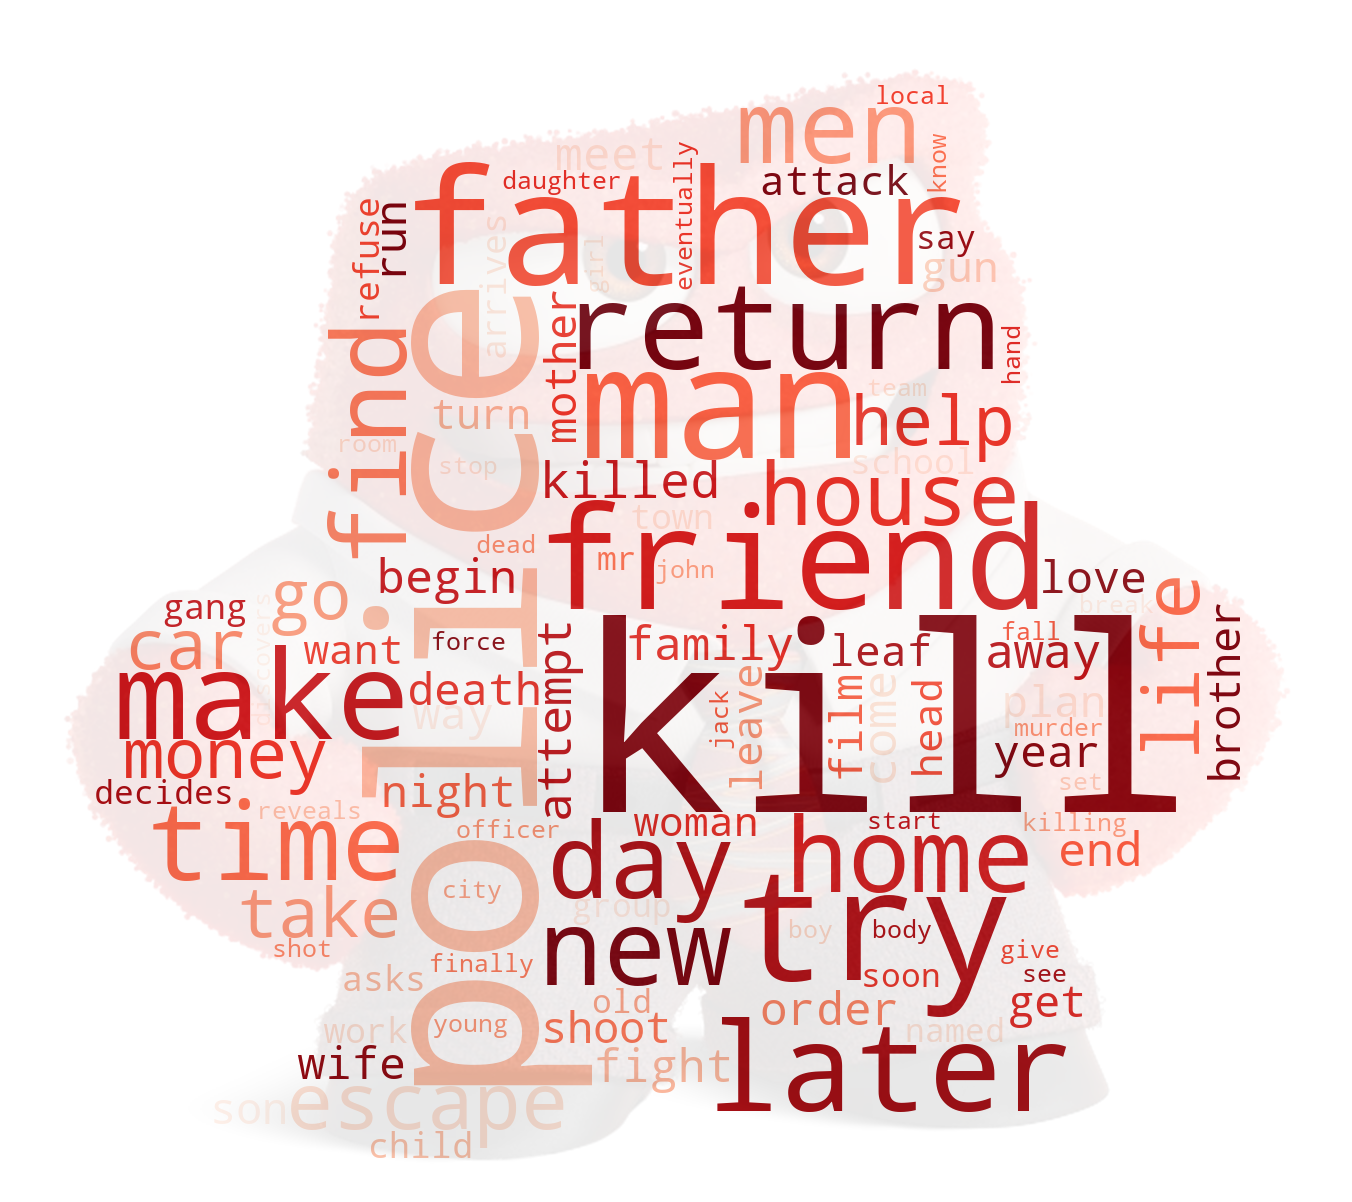 local
men
meet
know
father
daughter
eventually
attack
refuse
run
arrives
girl
say
gun
police
find
mother
return
hand
man
team
turn
help
room
stop
school
killed
house
town
friend
dead
mr
john
begin
love
life
break
gang
discovers
go
brother
car
want
force
attempt
family
leaf
fall
away
kill
make
death
way
jack
leave
film
come
head
plan
murder
year
money
night
decides
set
reveals
time
officer
woman
start
killing
day
home
end
city
take
group
try
boy
body
shot
new
give
finally
asks
soon
see
old
get
work
young
shoot
order
named
later
wife
fight
son
escape
child